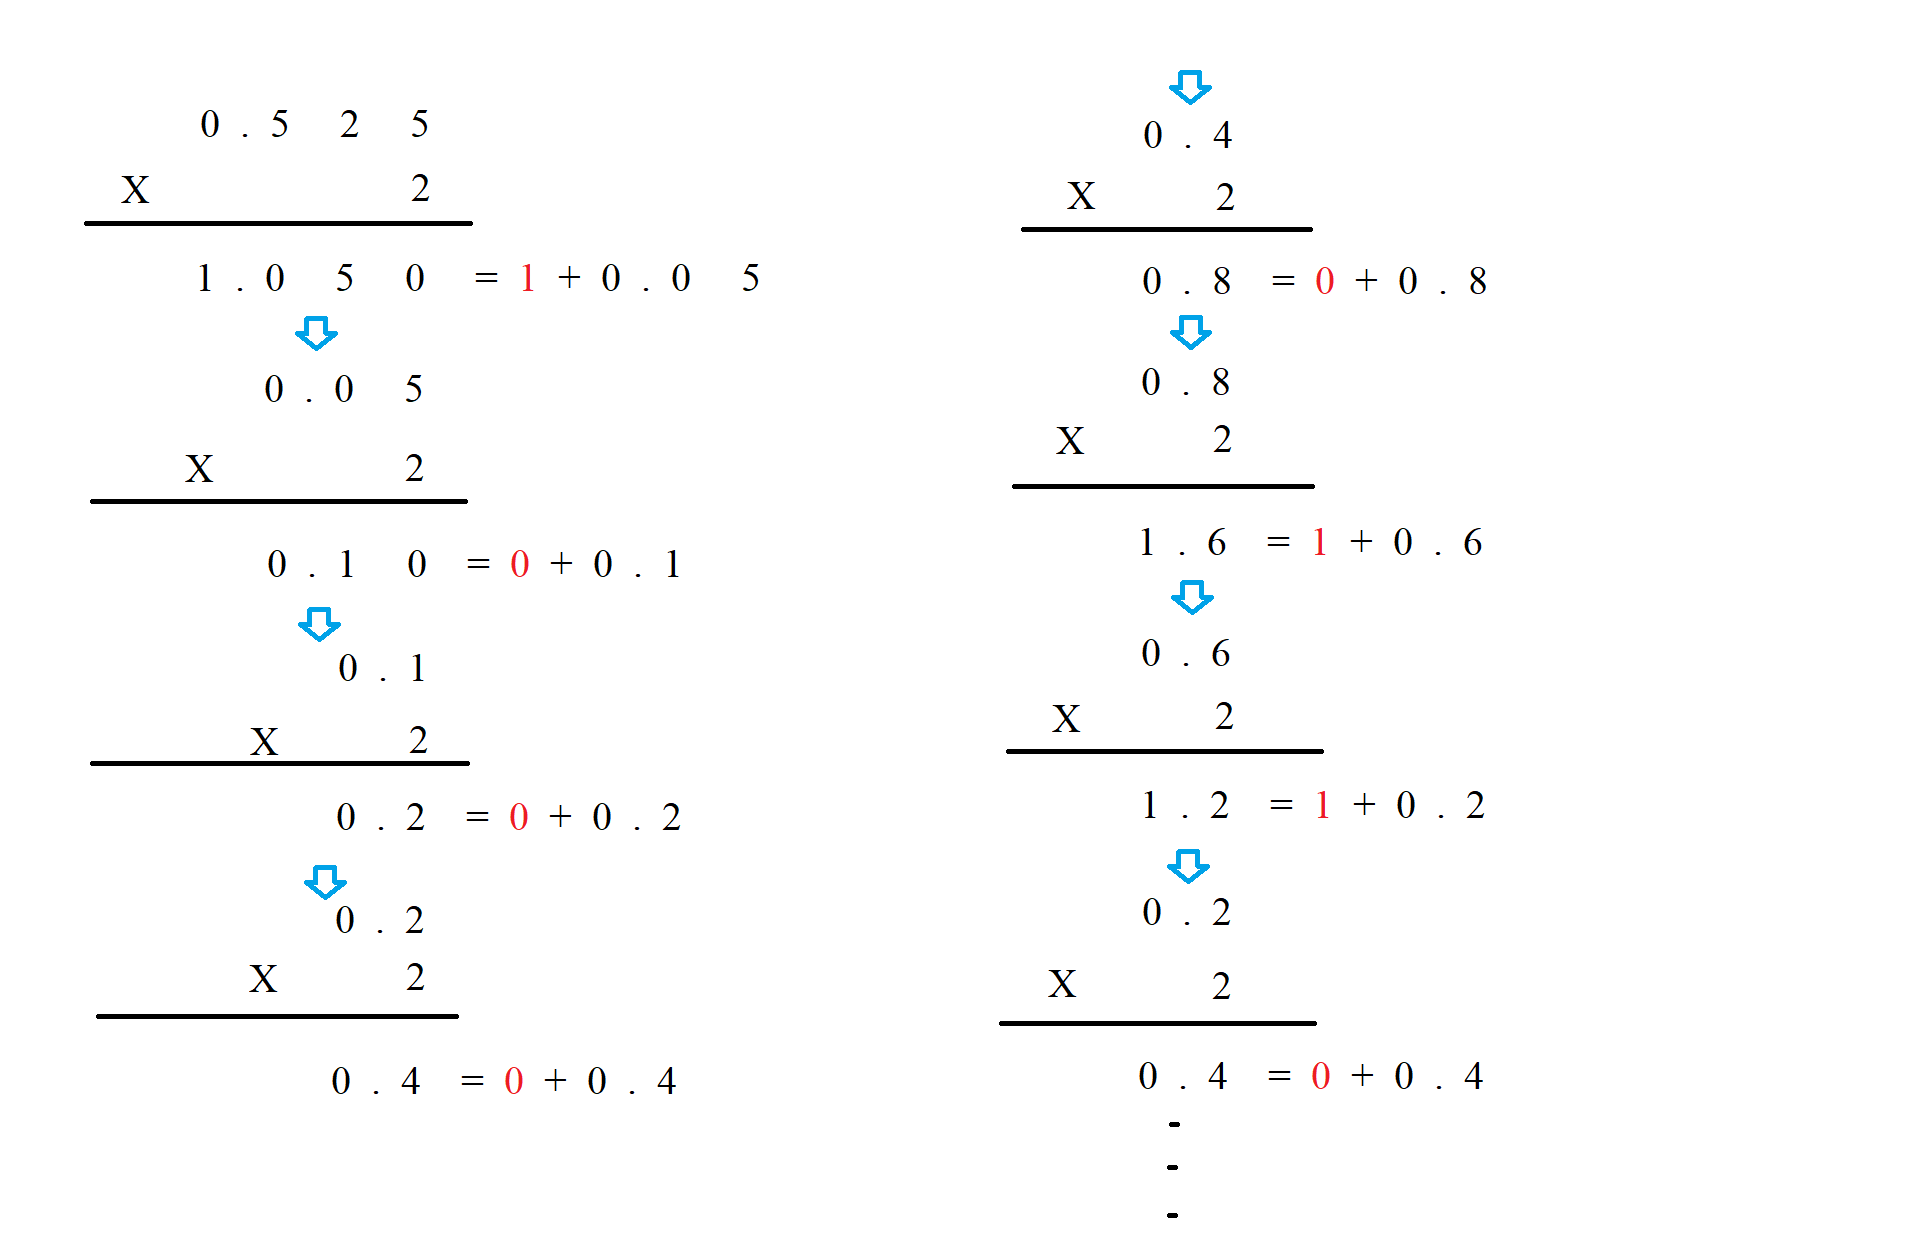 0.5 2 5
X 2
1.0 5 0 = 1 + 0.0 5
0.0 5
X 2
0.1 0 = 0 + 0.1
0.1
X 2
0.2 = 0 + 0.2
0.2
X 2
0.4 = 0 + 0.4
0.4
X 2
0.8 = 0 + 0.8
0.8
X 2
1.6 = 1 + 0.6
0.6
X 2
1.2 = 1 + 0.2
0.2
X 2
0.4 = 0 + 0.4
-
-
-